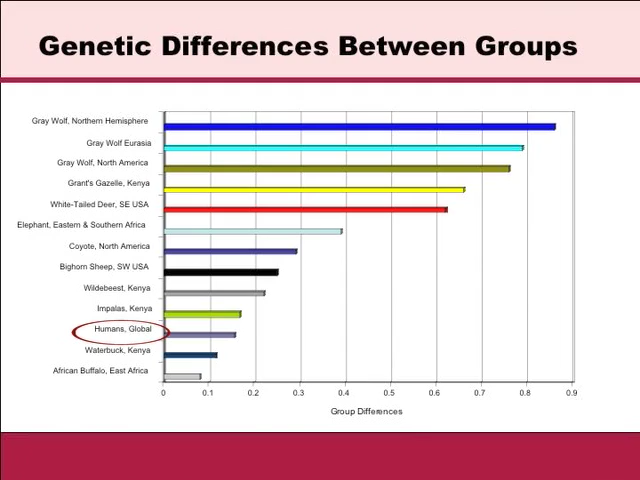 Genetic Differences Between Groups
Gray Wolf, Northern Hemisphere
Gray Wolf Eurasia
Gray Wolf, North America
Grant's Gazelle, Kenya
White-Tailed Deer, SE USA
Elephant, Eastern & Southern Africa
Coyote, North America
Bighorn Sheep, SW USA
Wildebeest, Kenya
Impalas, Kenya
Humans, Global
Waterbuck, Kenya
African Buffalo, East Africa
0 0.1 0.2 0.3 0.4 0.5 0.6 0.7 0.8 0.9
Group Differences